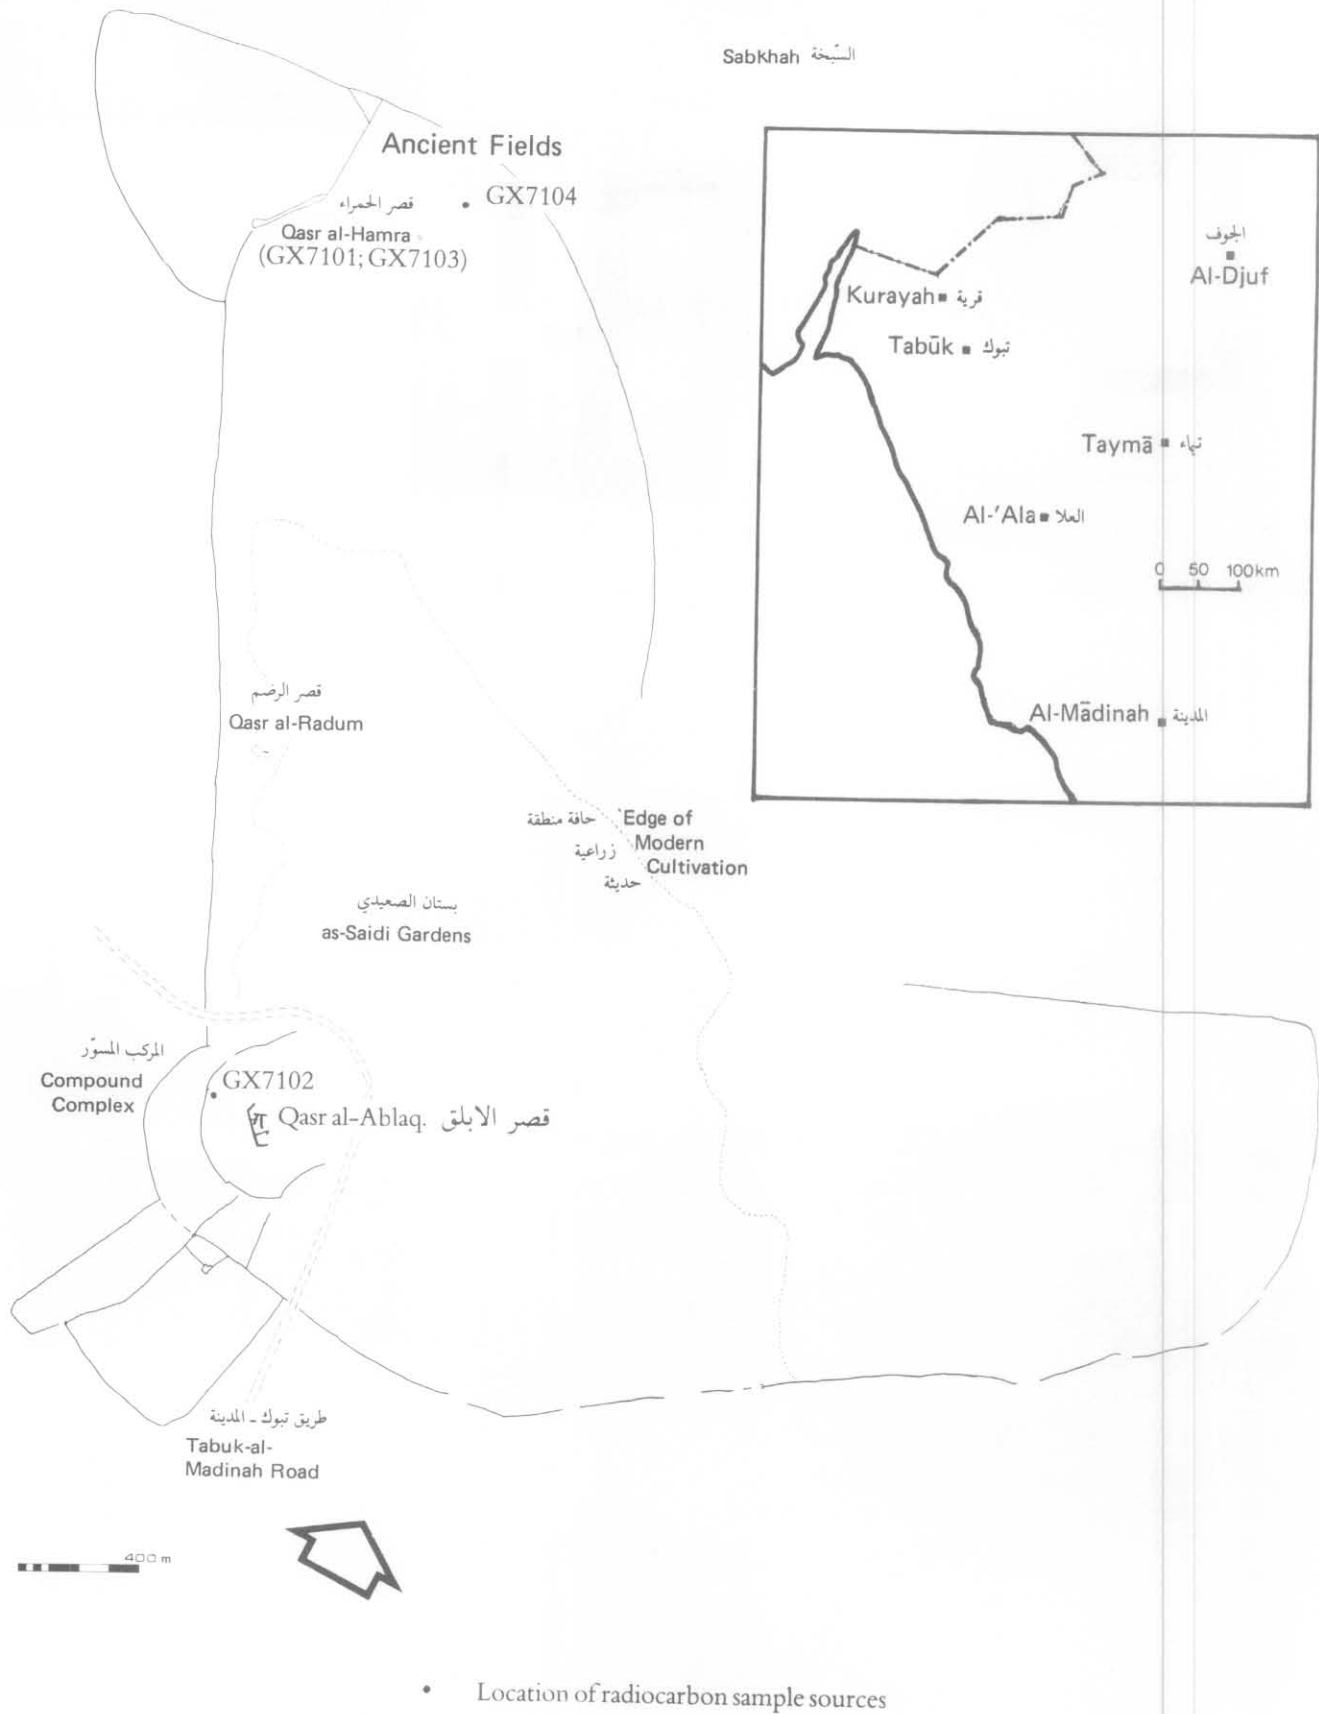 Sabkhah السّبخة
Ancient Fields
قصر الحمراء
GX7104
Qasr al-Hamra
(GX7101; GX7103)
الجوف
Al-Djuf
Kurayah قرية
Tabūk تبوك
Taymā تيماء
Al-'Ala العلا
0 50 100km
Al-Mādinah المدينة
قصر الرضم
Qasr al-Radum
حافة منطقة
زراعية
حديثة
Edge of
Modern
Cultivation
بستان الصعيدي
as-Saidi Gardens
المركب المسوّر
Compound
Complex
GX7102
Qasr al-Ablaq. قصر الابلق
طريق تبوك ـ المدينة
Tabuk-al-
Madinah Road
400 m
• Location of radiocarbon sample sources